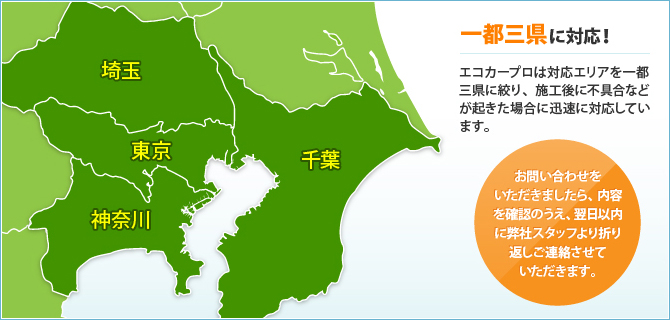 一都三県に対応!
エコカープロは対応エリアを一都
三県に絞り、施工後に不具合など
が起きた場合に迅速に対応してい
ます。
埼玉
東京
千葉
神奈川
お問い合わせを
いただきましたら、内容
を確認のうえ、翌日以内
に弊社スタッフより折り
返しご連絡させて
いただきます。